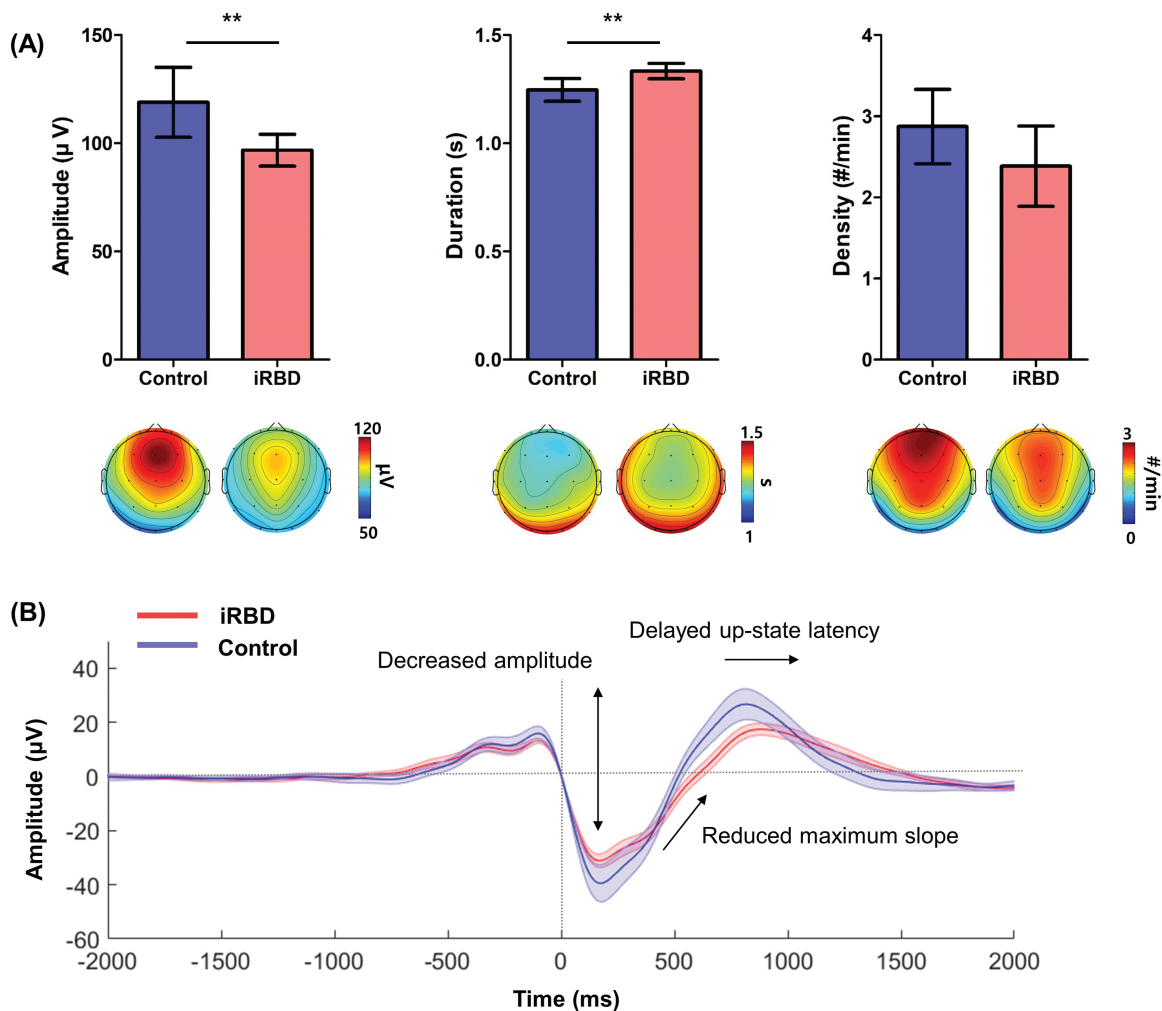 (A)
**
**
Amplitude (μ V)
150
100
50
0
Control
iRBD
Duration (s)
1.5
1.0
0.5
0.0
Control
iRBD
Density (#/min)
4
3
2
1
0
Control
iRBD
120
μV
50
1.5
s
1
3
#/min
0
(B)
iRBD
Control
Decreased amplitude
Delayed up-state latency
Reduced maximum slope
Amplitude (μV)
40
20
0
-20
-40
-60
-2000
-1500
-1000
-500
0
500
1000
1500
2000
Time (ms)